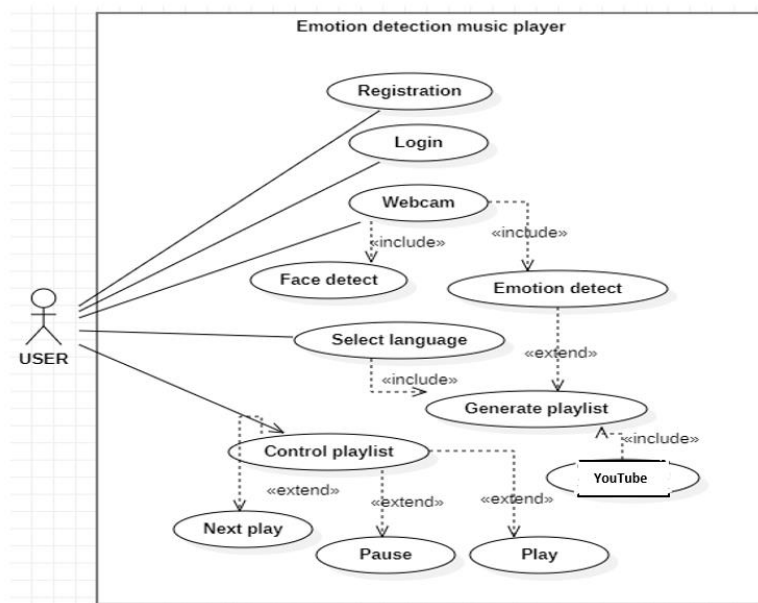 Emotion detection music player
Registration
Login
Webcam
«include»
«include»
Face detect
Emotion detect
USER
Select language
«extend»
«include»
Generate playlist
«include»
Control playlist
YouTube
«extend»
«extend»
«extend»
Next play
Pause
Play